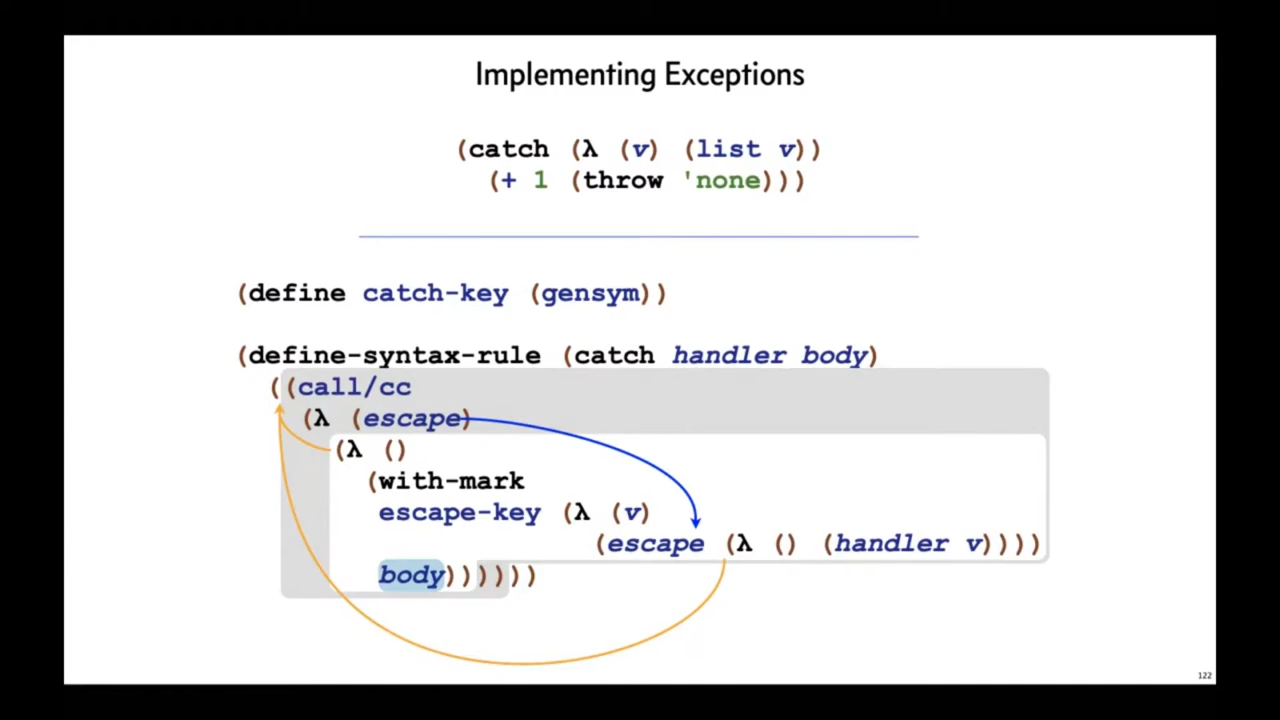 Implementing Exceptions
(catch (λ (v) (list v))
(+ 1 (throw 'none)))
(define catch-key (gensym))
(define-syntax-rule (catch handler body)
((call/cc
(λ (escape)
(λ ()
(with-mark
escape-key (λ (v)
(escape (λ () (handler v))))
body))))))
122